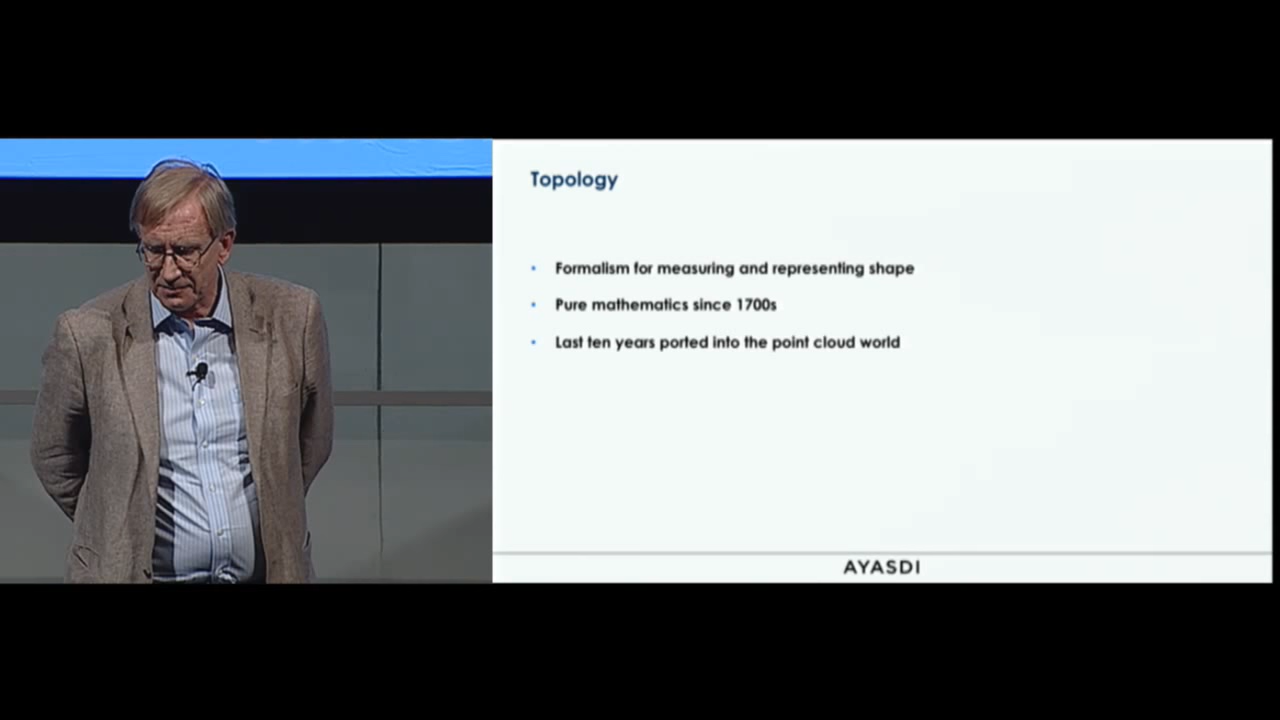 Topology
• Formalism for measuring and representing shape
• Pure mathematics since 1700s
• Last ten years ported into the point cloud world
AYASDI